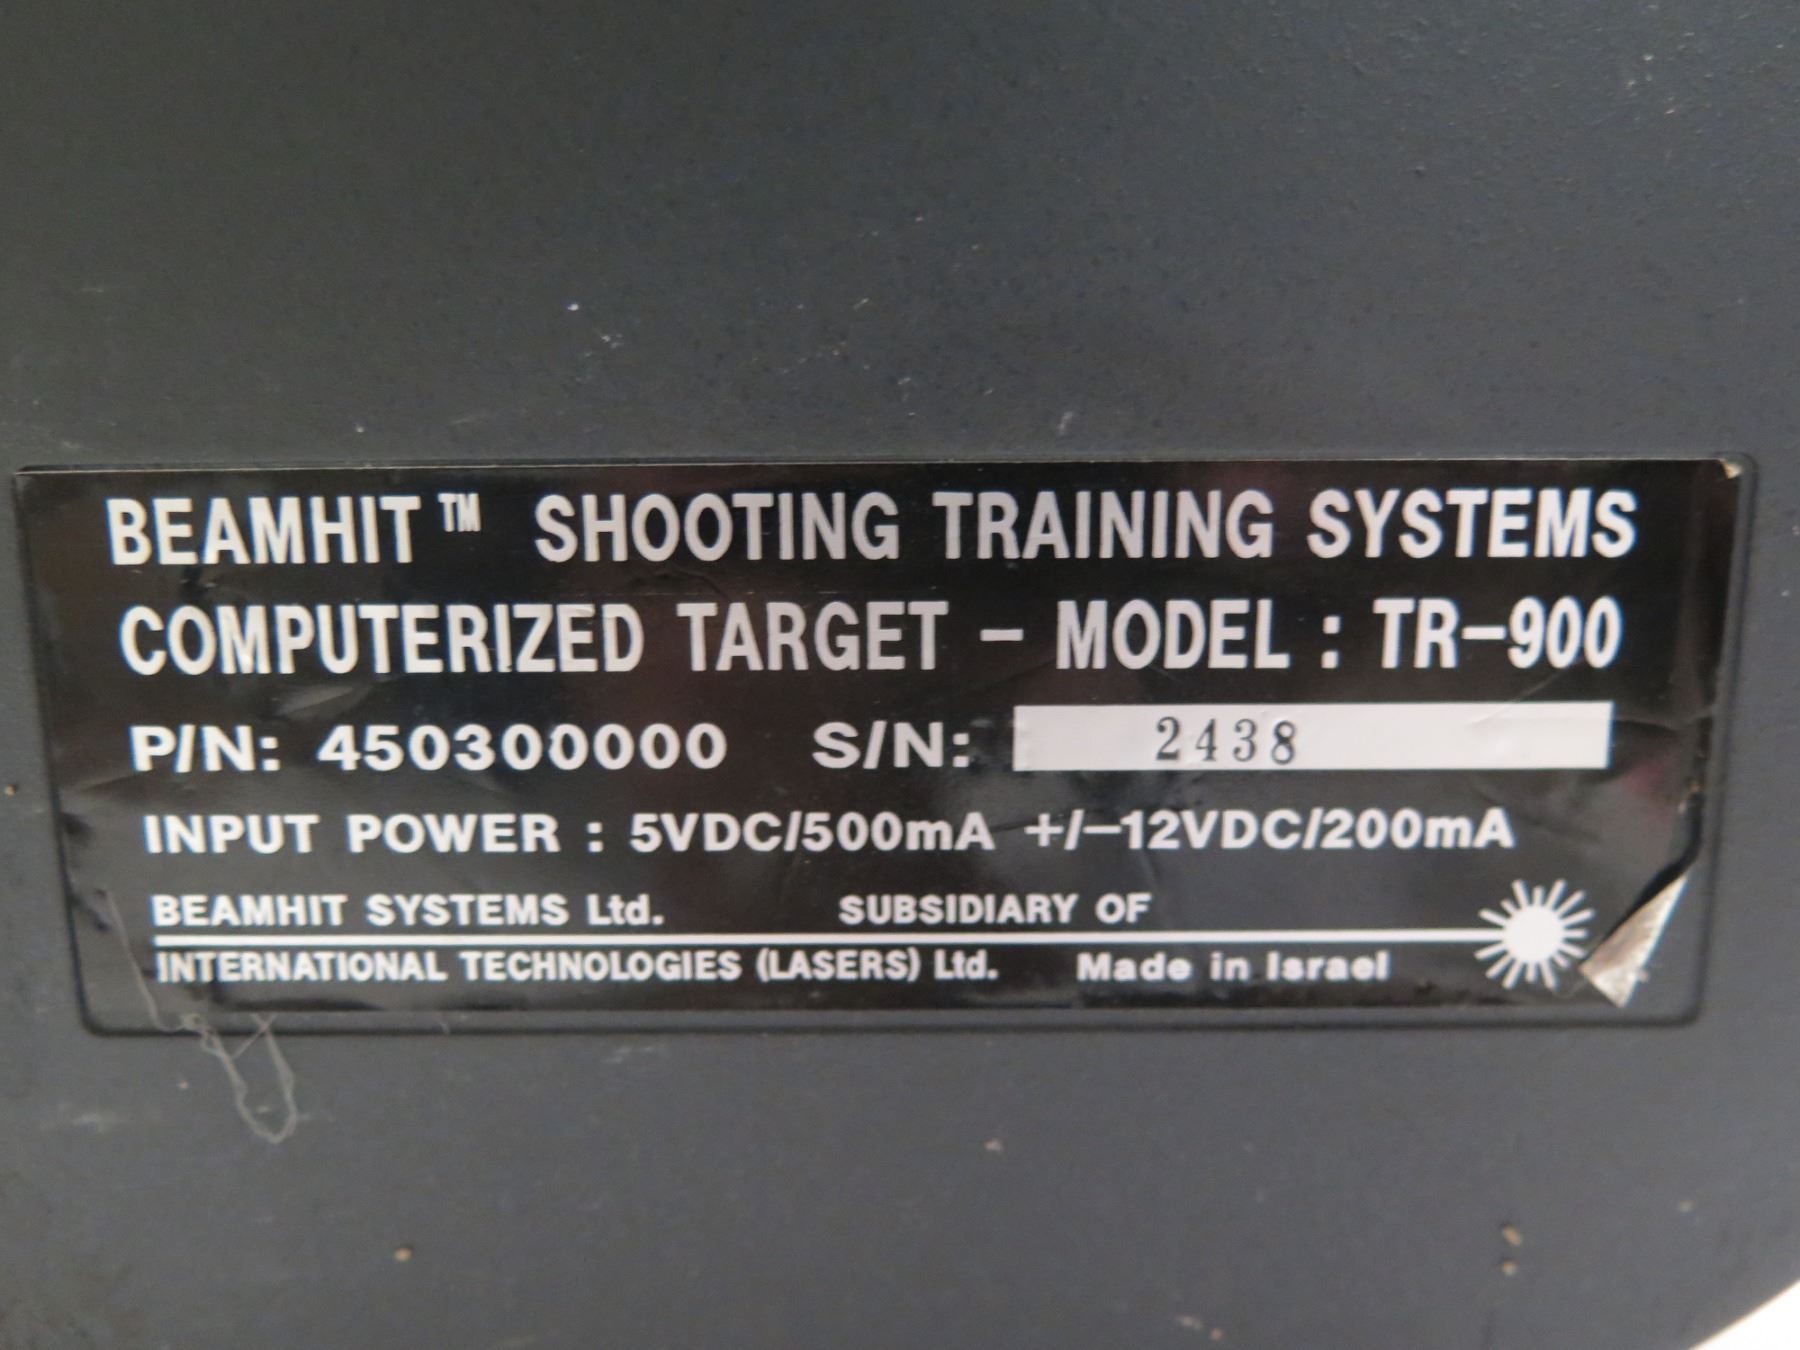 BEAMHIT™ SHOOTING TRAINING SYSTEMS
COMPUTERIZED TARGET - MODEL : TR-900
P/N: 450300000 S/N: 2438
INPUT POWER : 5VDC/500mA +/-12VDC/200mA
BEAMHIT SYSTEMS Ltd. SUBSIDIARY OF
INTERNATIONAL TECHNOLOGIES (LASERS) Ltd. Made in Israel